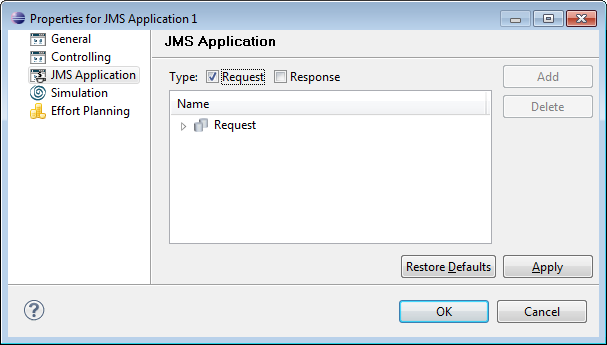 Properties for JMS Application 1
General
Controlling
JMS Application
Simulation
Effort Planning
JMS Application
Type: Request Response
Add
Delete
Name
Request
Restore Defaults Apply
? OK Cancel